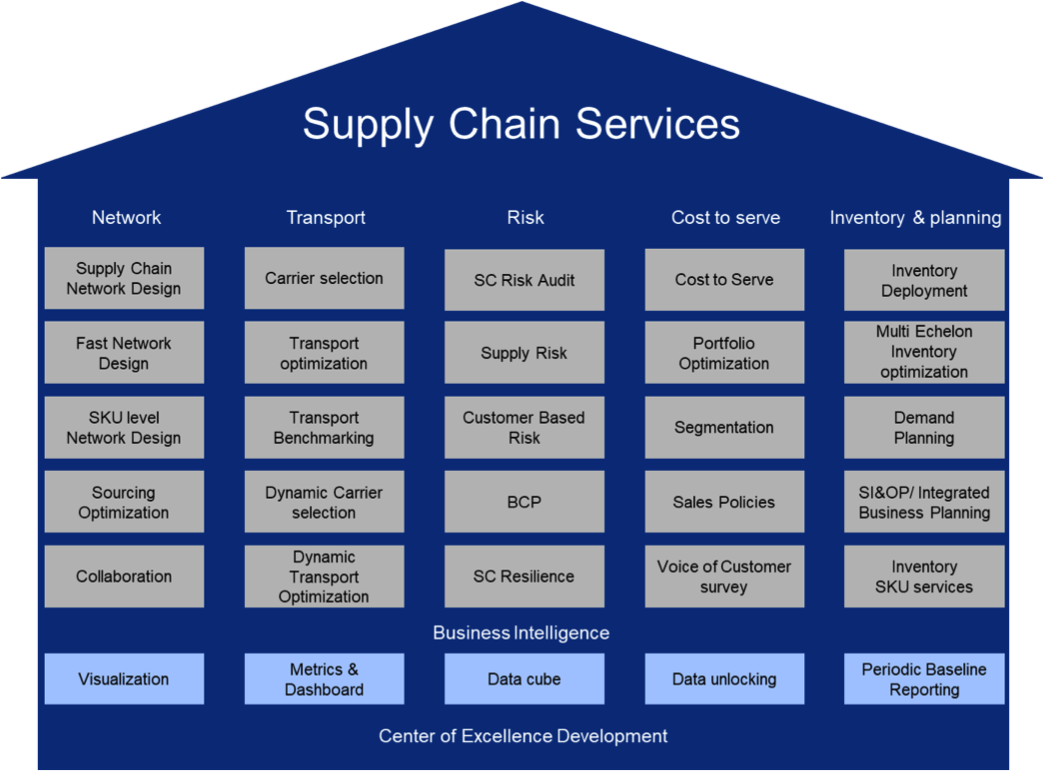 Supply Chain Services
Network
Transport
Risk
Cost to serve
Inventory & planning
Supply Chain
Network Design
Carrier selection
SC Risk Audit
Cost to Serve
Inventory
Deployment
Fast Network
Design
Transport
optimization
Supply Risk
Portfolio
Optimization
Multi Echelon
Inventory
optimization
SKU level
Network Design
Transport
Benchmarking
Customer Based
Risk
Segmentation
Demand
Planning
Sourcing
Optimization
Dynamic Carrier
selection
BCP
Sales Policies
SI&OP/ Integrated
Business Planning
Collaboration
Dynamic
Transport
Optimization
SC Resilience
Voice of Customer
survey
Inventory
SKU services
Business Intelligence
Visualization
Metrics &
Dashboard
Data cube
Data unlocking
Periodic Baseline
Reporting
Center of Excellence Development